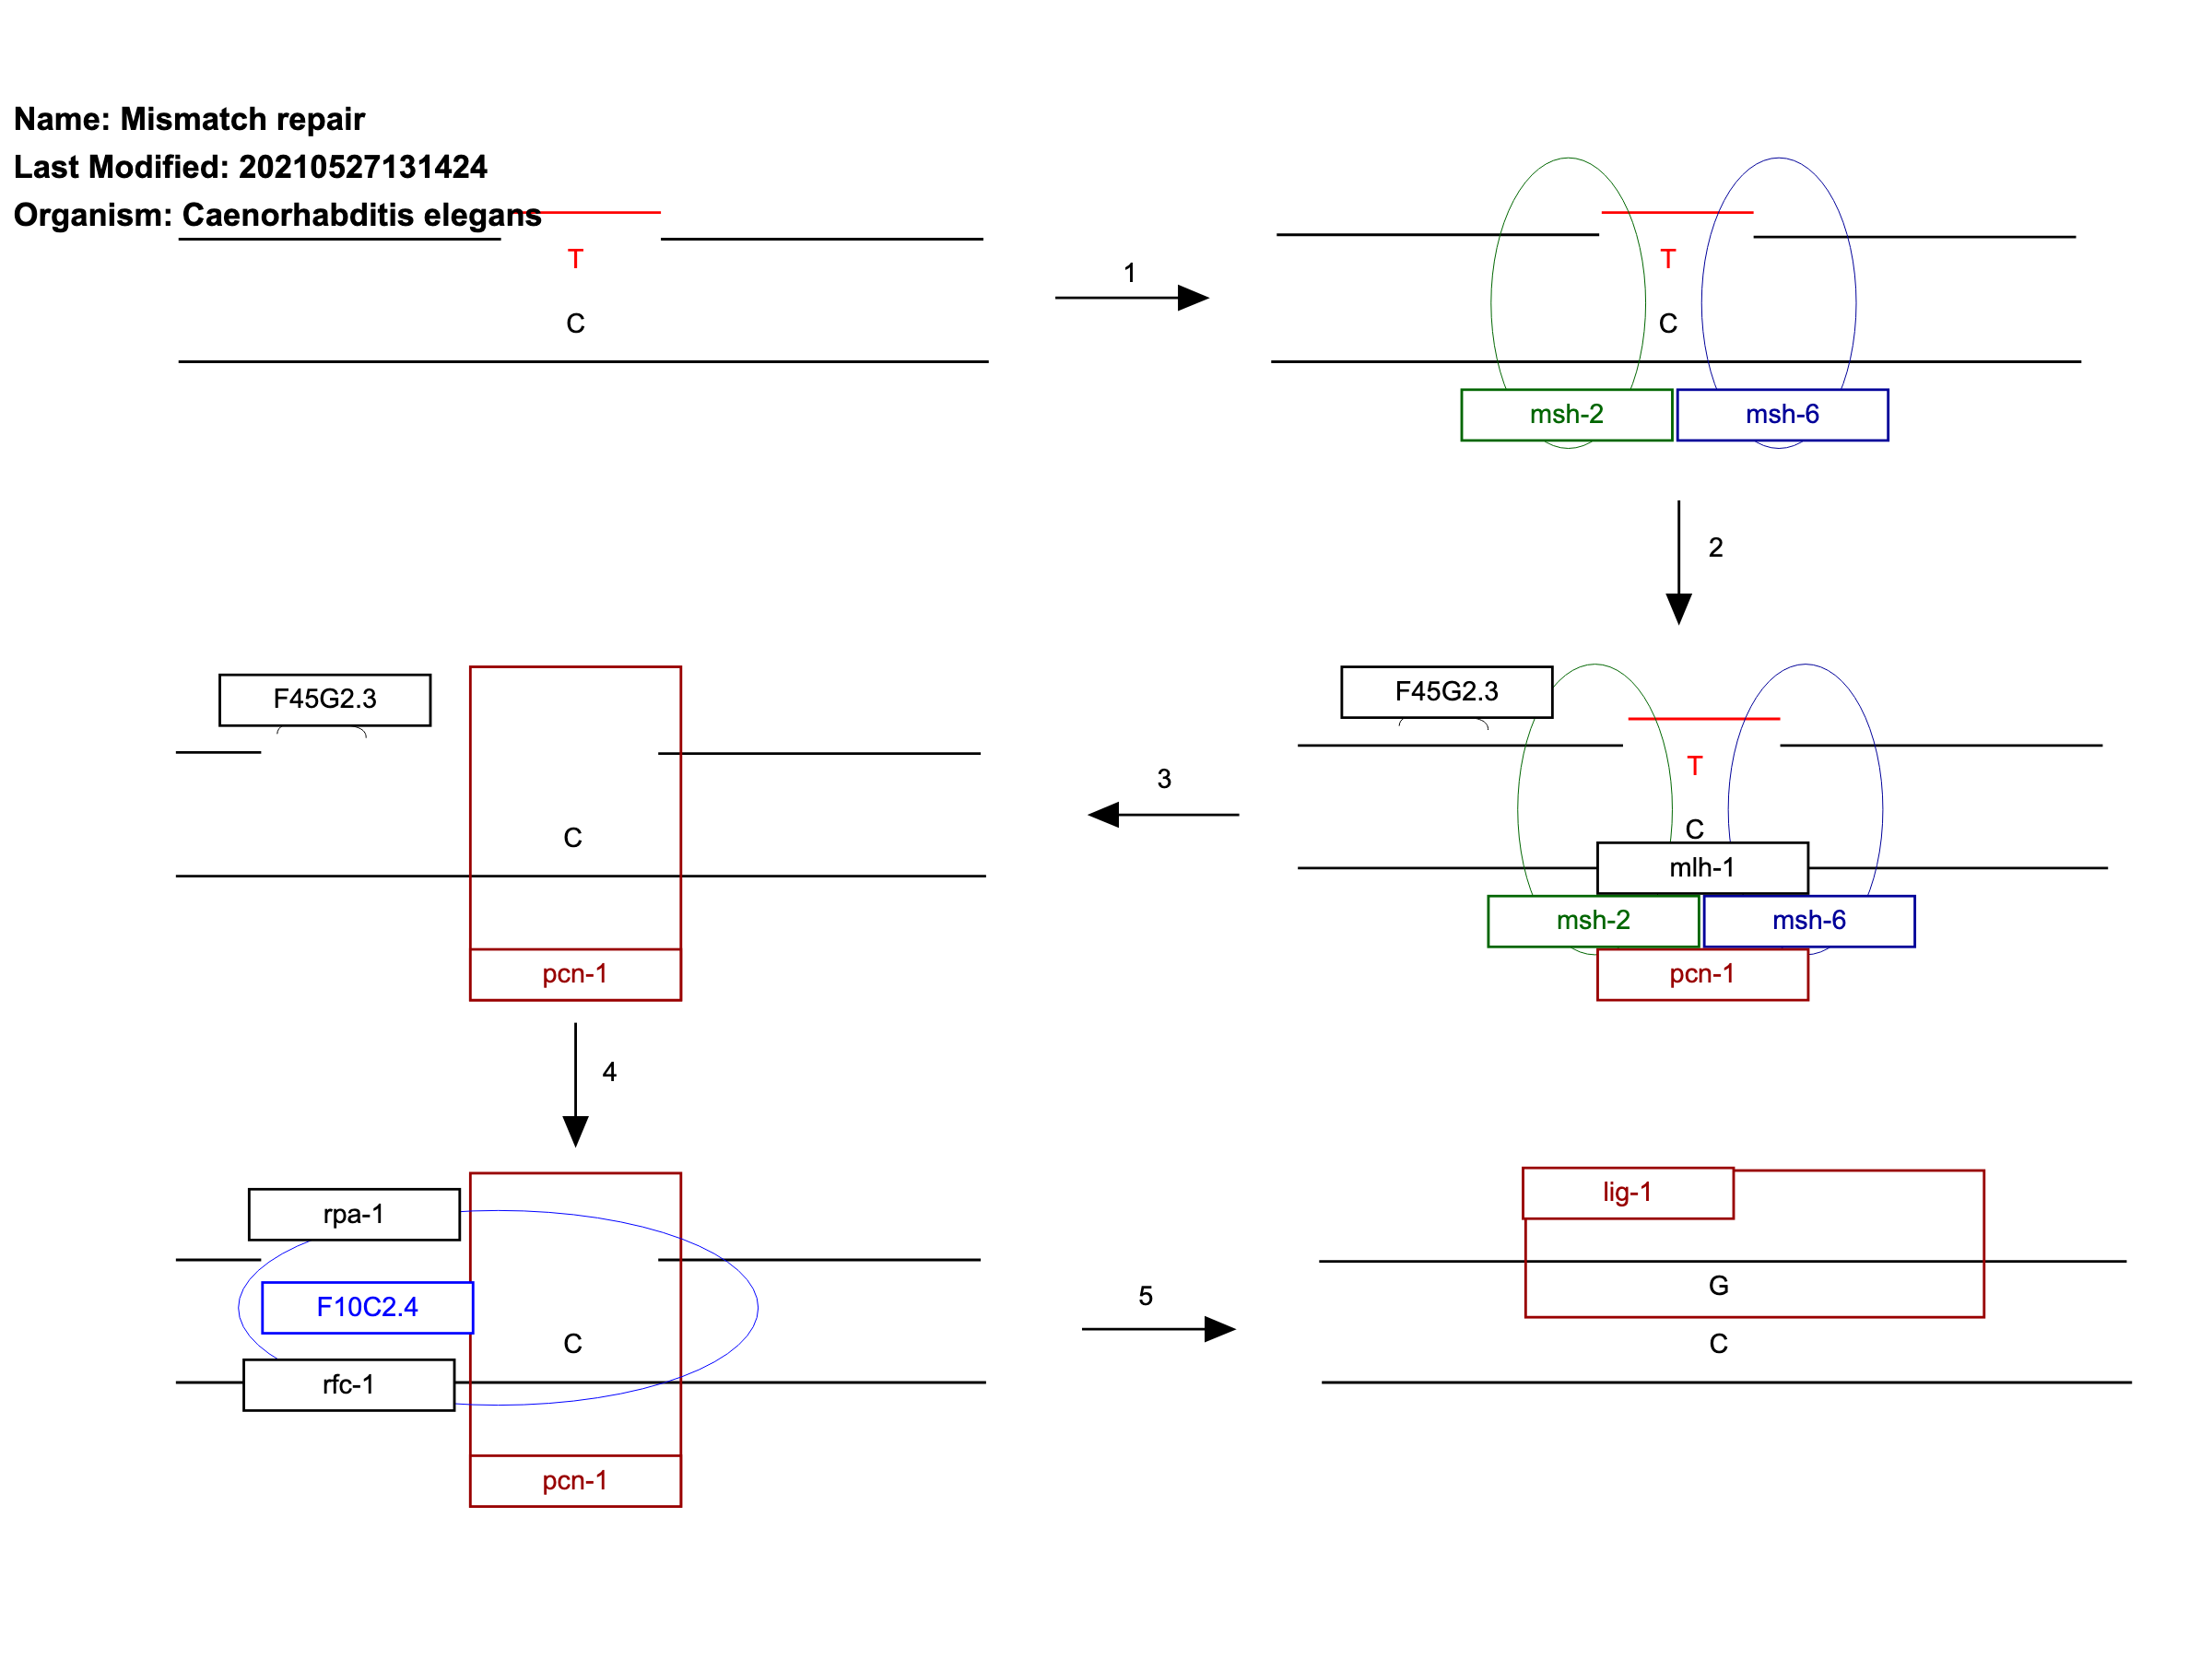 Name: Mismatch repair
Last Modified: 20210527131424
Organism: Caenorhabditis elegans
T
C
1
T
C
msh-2
msh-6
2
F45G2.3
T
C
mlh-1
msh-2
msh-6
pcn-1
3
F45G2.3
C
pcn-1
4
rpa-1
F10C2.4
C
rfc-1
pcn-1
5
lig-1
G
C